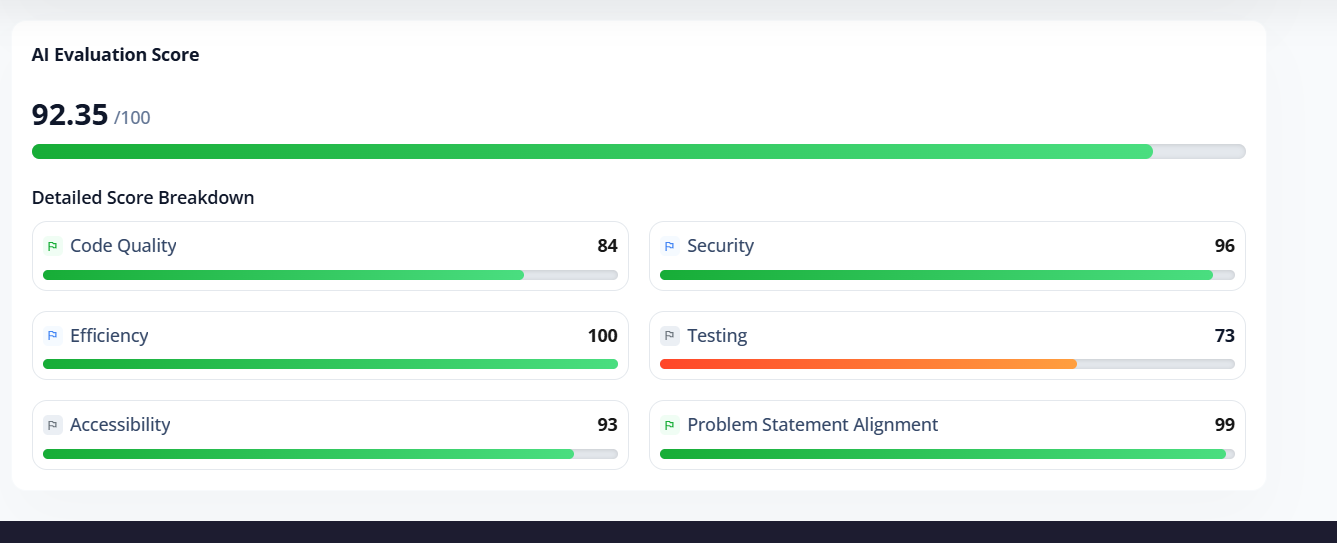 AI Evaluation Score
92.35 /100
Detailed Score Breakdown
Code Quality 84
Security 96
Efficiency 100
Testing 73
Accessibility 93
Problem Statement Alignment 99